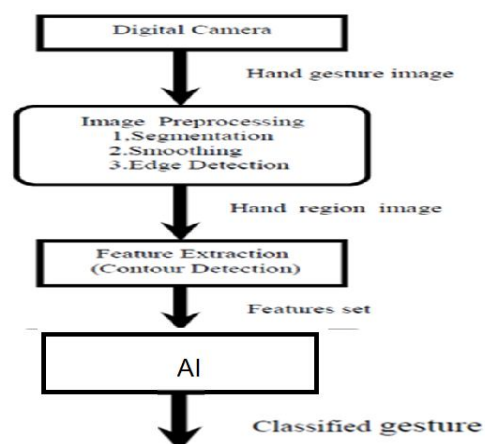 Digital Camera
Hand gesture image
Image Preprocessing
1.Segmentation
2.Smoothing
3.Edge Detection
Hand region image
Feature Extraction
(Contour Detection)
Features set
AI
Classified gesture